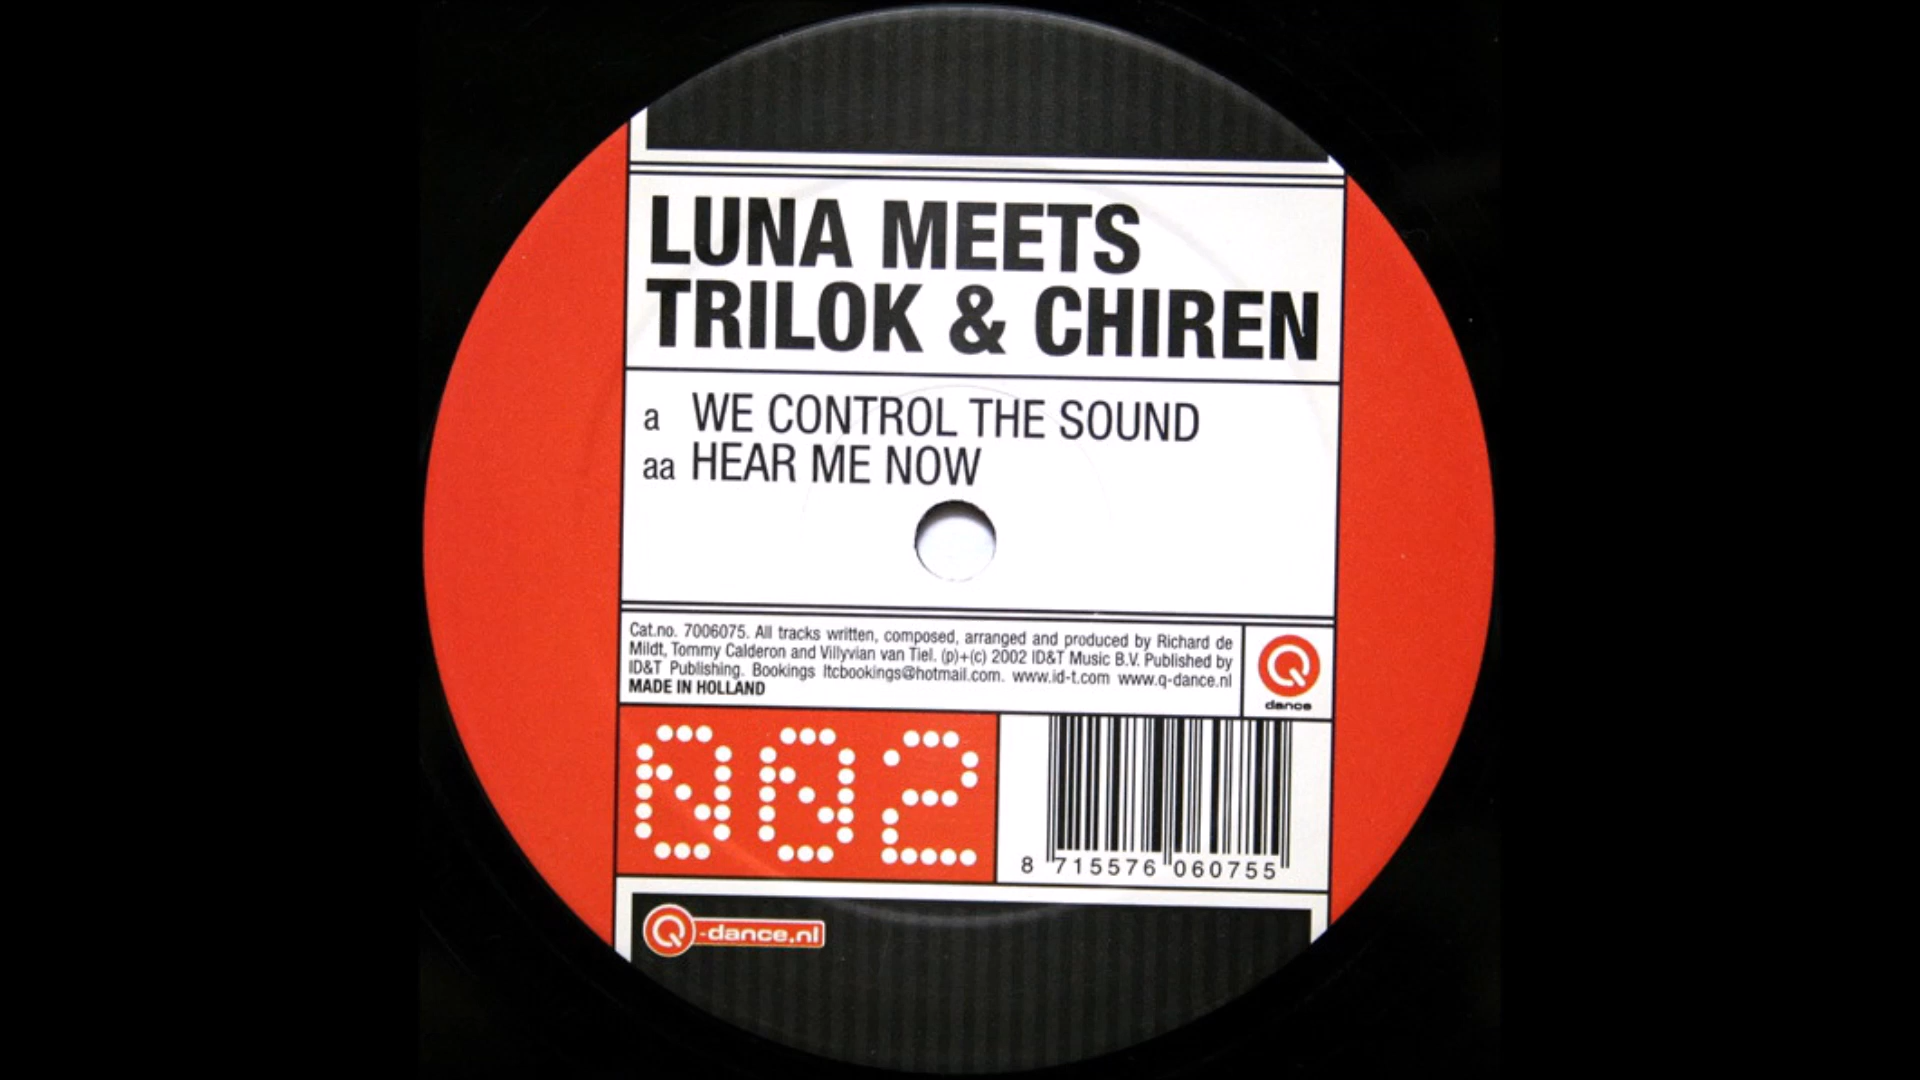 LUNA MEETS
TRILOK & CHIREN
a WE CONTROL THE SOUND
aa HEAR ME NOW
Cat.no. 7006075. All tracks written, composed, arranged and produced by Richard de
Mildt, Tommy Calderon and Villyvian van Tiel. (p)+(c) 2002 ID&T Music B.V. Published by
ID&T Publishing. Bookings ltcbookings@hotmail.com. www.id-t.com www.q-dance.nl
MADE IN HOLLAND
Q
dance
002
8 715576 060755
Q-dance.nl